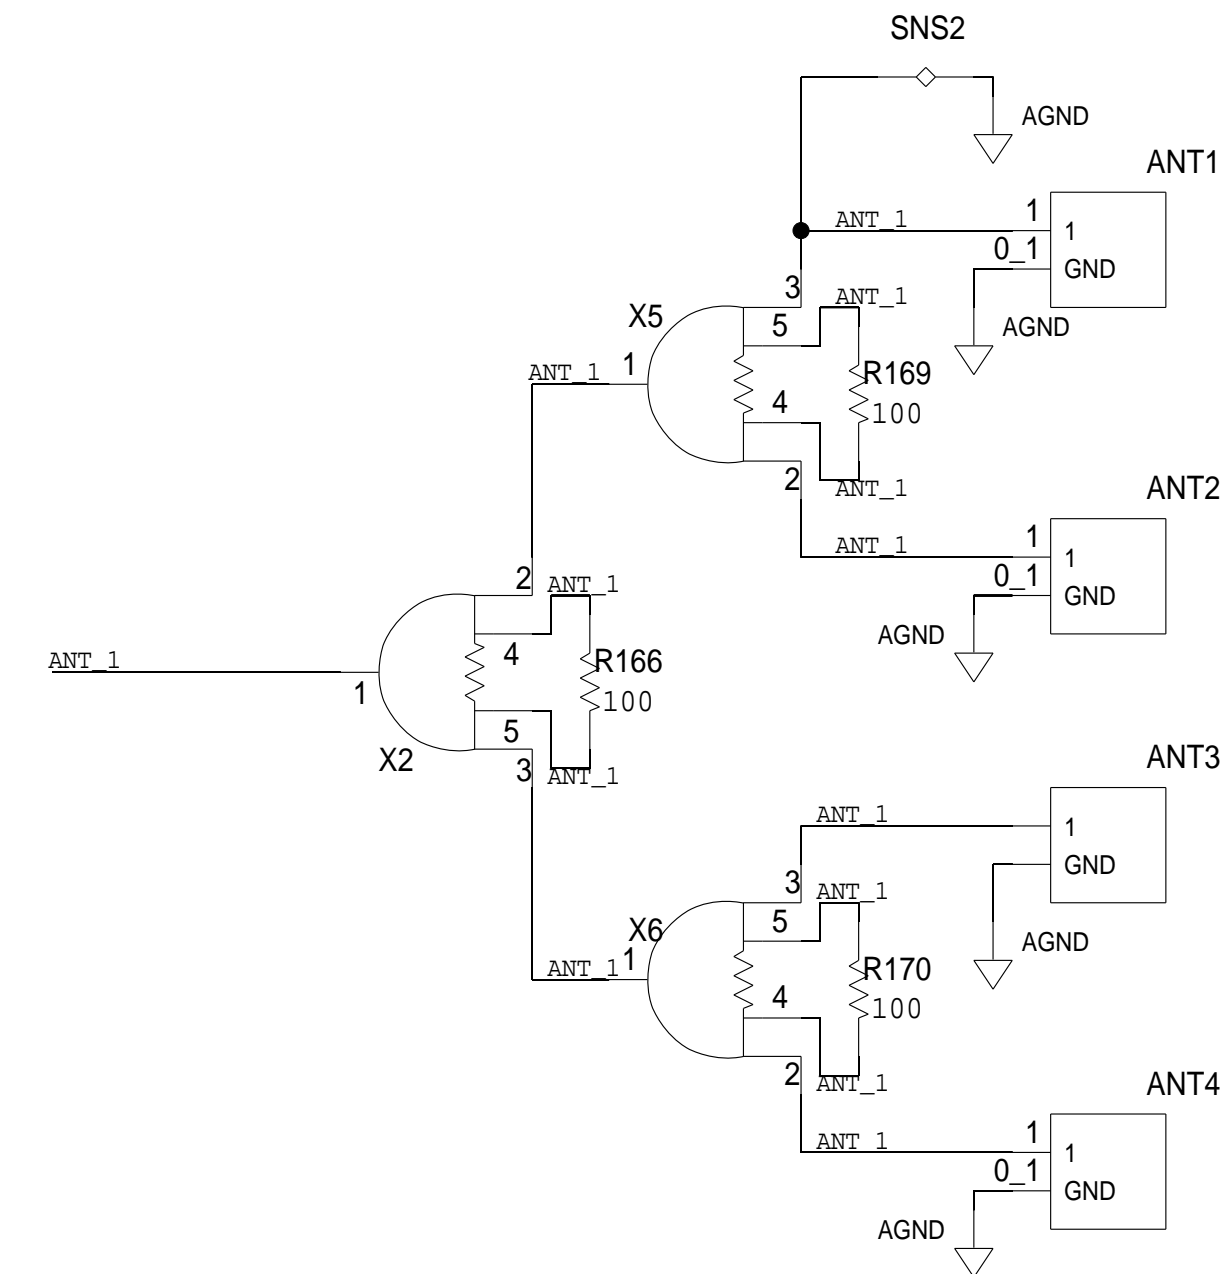 SNS2
AGND
ANT1
ANT_1
1
1
0_1
GND
3
ANT_1
X5
5
AGND
ANT_1
1
R169
4
100
2
ANT_1
ANT2
ANT_1
1
1
2
ANT_1
0_1
GND
AGND
ANT_1
4
R166
1
100
5
X2
3
ANT_1
ANT3
ANT_1
1
GND
3
ANT_1
X6
5
AGND
ANT_1
1
R170
4
100
2
ANT_1
ANT4
ANT_1
1
1
0_1
GND
AGND